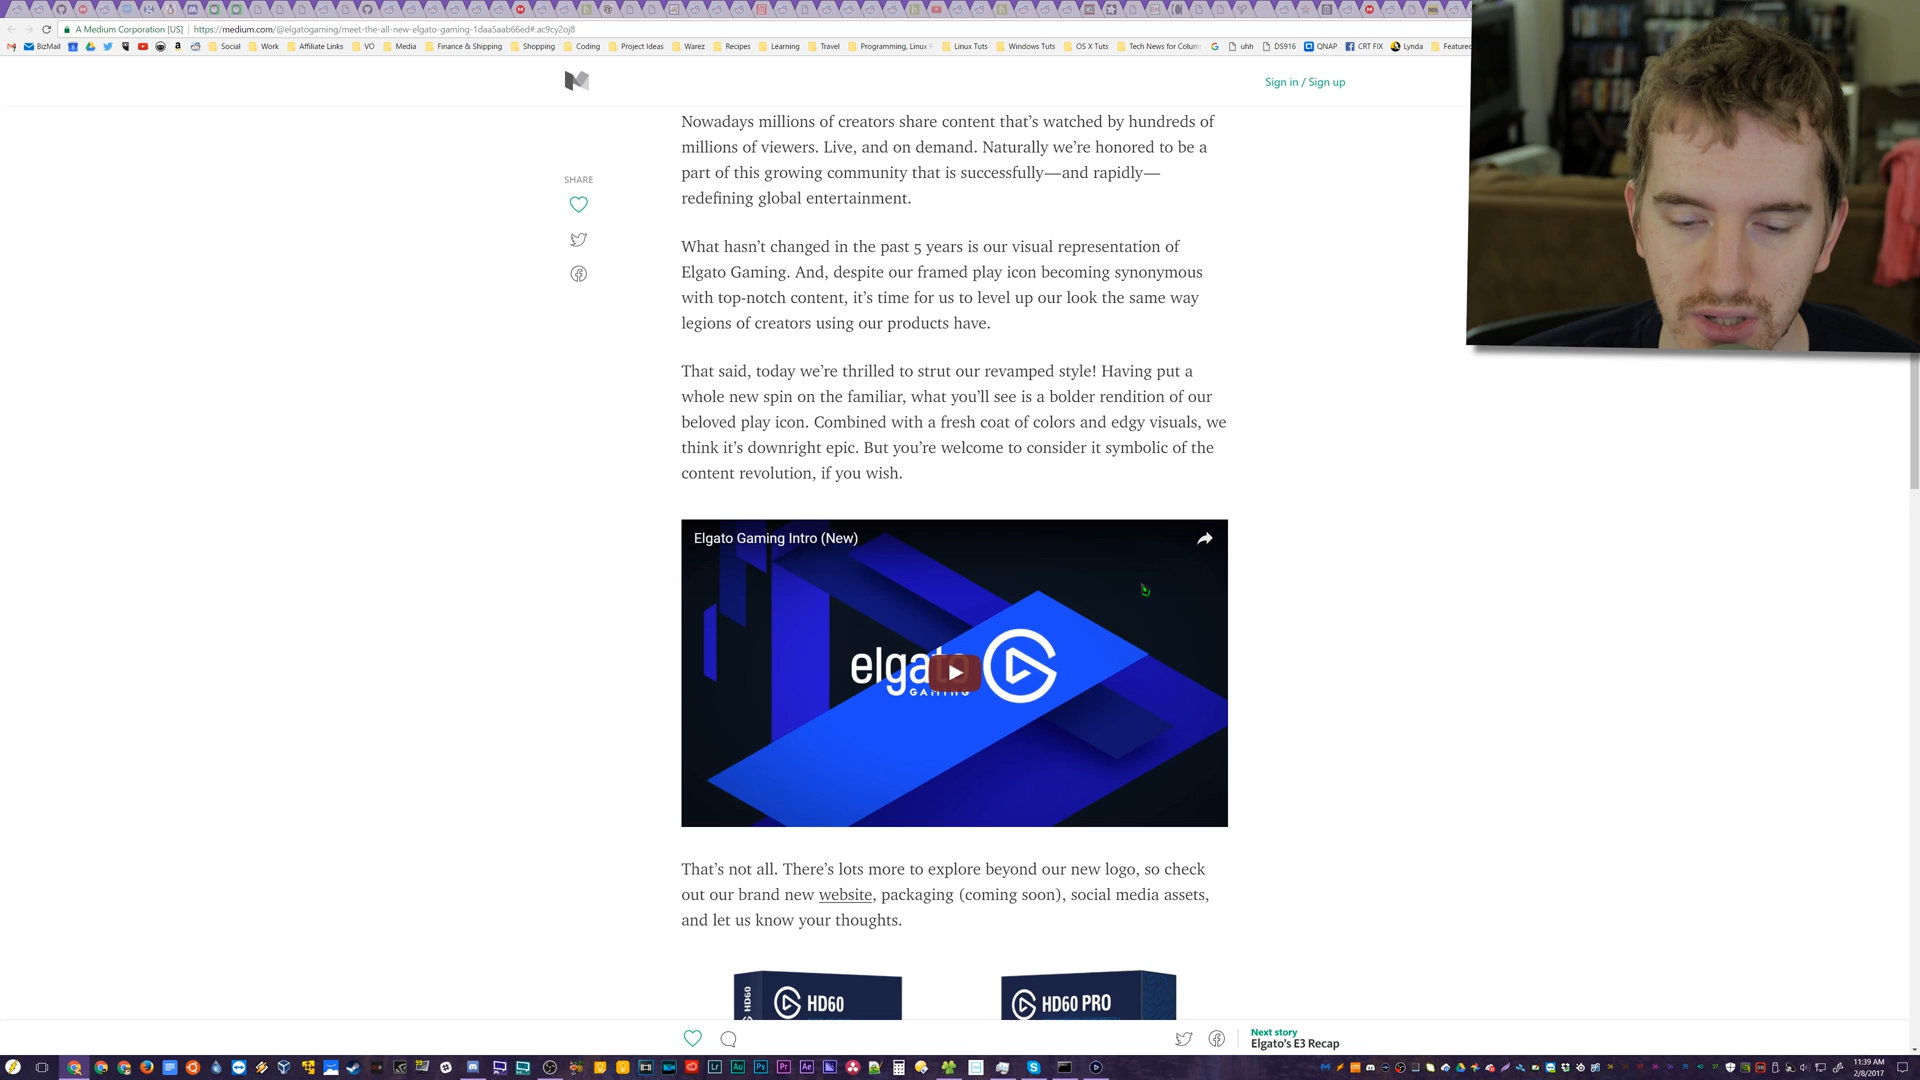 A Medium Corporation [US]
https://medium.com/@elgatogaming/meet-the-all-new-elgato-gaming-1daa5aab66ed#.ac9cy2oj8
BizMail Social Work Affiliate Links VO Media Finance & Shipping Shopping Coding Project Ideas Warez Recipes Learning Travel Programming, Linux Linux Tuts Windows Tuts OS X Tuts Tech News for Colum uhh DS916 QNAP CRT FIX Lynda Featured
Sign in / Sign up
SHARE
Nowadays millions of creators share content that's watched by hundreds of
millions of viewers. Live, and on demand. Naturally we're honored to be a
part of this growing community that is successfully—and rapidly—
redefining global entertainment.
What hasn't changed in the past 5 years is our visual representation of
Elgato Gaming. And, despite our framed play icon becoming synonymous
with top-notch content, it's time for us to level up our look the same way
legions of creators using our products have.
That said, today we're thrilled to strut our revamped style! Having put a
whole new spin on the familiar, what you'll see is a bolder rendition of our
beloved play icon. Combined with a fresh coat of colors and edgy visuals, we
think it's downright epic. But you're welcome to consider it symbolic of the
content revolution, if you wish.
Elgato Gaming Intro (New)
elgato
GAMING
That's not all. There's lots more to explore beyond our new logo, so check
out our brand new website, packaging (coming soon), social media assets,
and let us know your thoughts.
HD60
HD60
HD60 PRO
Next story
Elgato's E3 Recap
11:39 AM
2/8/2017